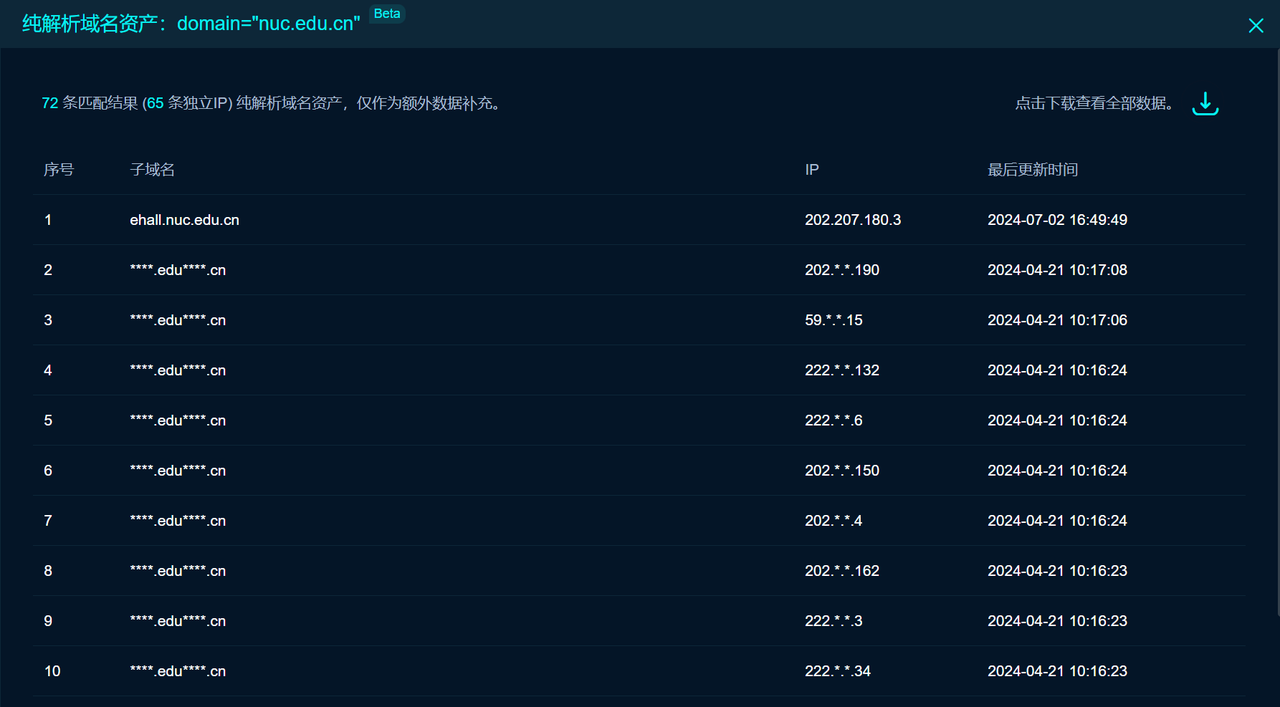 纯解析域名资产：domain="nuc.edu.cn" Beta
72 条匹配结果 (65 条独立IP) 纯解析域名资产，仅作为额外数据补充。 点击下载查看全部数据。
序号 子域名 IP 最后更新时间
1 ehall.nuc.edu.cn 202.207.180.3 2024-07-02 16:49:49
2 ****.edu****.cn 202.*.*.190 2024-04-21 10:17:08
3 ****.edu****.cn 59.*.*.15 2024-04-21 10:17:06
4 ****.edu****.cn 222.*.*.132 2024-04-21 10:16:24
5 ****.edu****.cn 222.*.*.6 2024-04-21 10:16:24
6 ****.edu****.cn 202.*.*.150 2024-04-21 10:16:24
7 ****.edu****.cn 202.*.*.4 2024-04-21 10:16:24
8 ****.edu****.cn 202.*.*.162 2024-04-21 10:16:23
9 ****.edu****.cn 222.*.*.3 2024-04-21 10:16:23
10 ****.edu****.cn 222.*.*.34 2024-04-21 10:16:23